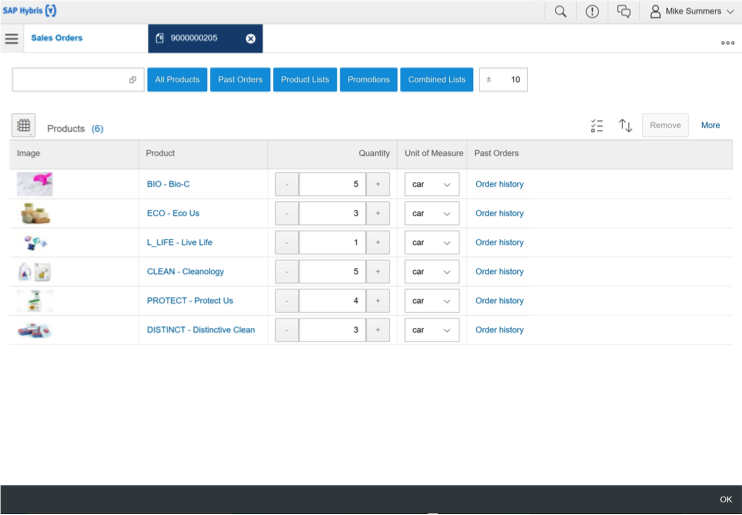 SAP Hybris (y) Mike Summers
Sales Orders 9000000205
All Products Past Orders Product Lists Promotions Combined Lists ± 10
Products (6) Remove More
Image Product Quantity Unit of Measure Past Orders
BIO - Bio-C - 5 + car Order history
ECO - Eco Us - 3 + car Order history
L_LIFE - Live Life - 1 + car Order history
CLEAN - Cleanology - 5 + car Order history
PROTECT - Protect Us - 4 + car Order history
DISTINCT - Distinctive Clean - 3 + car Order history
OK